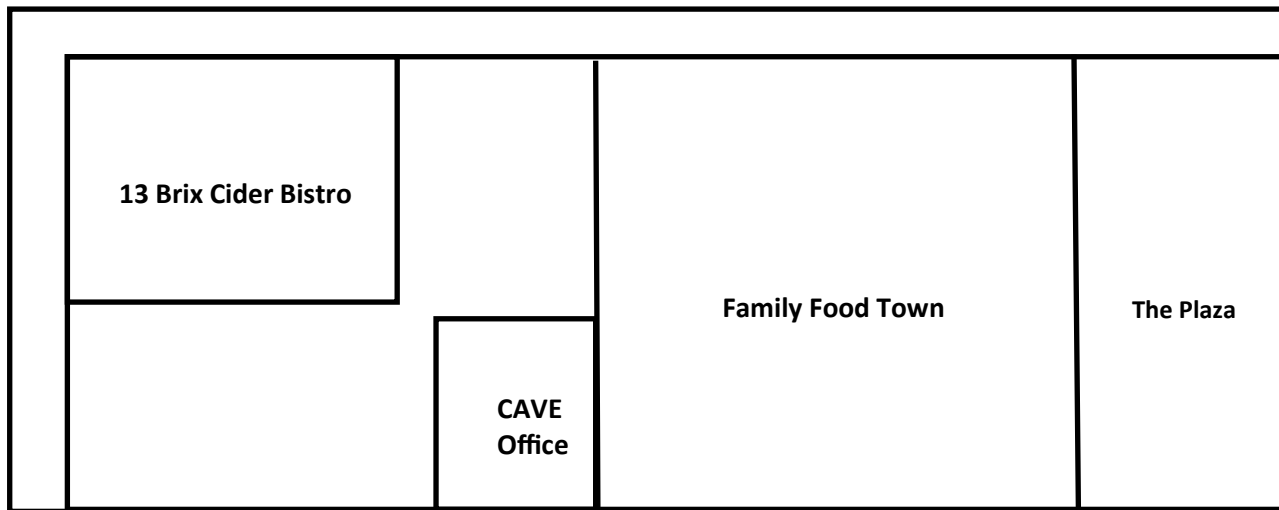 13 Brix Cider Bistro
Family Food Town
The Plaza
CAVE
Office